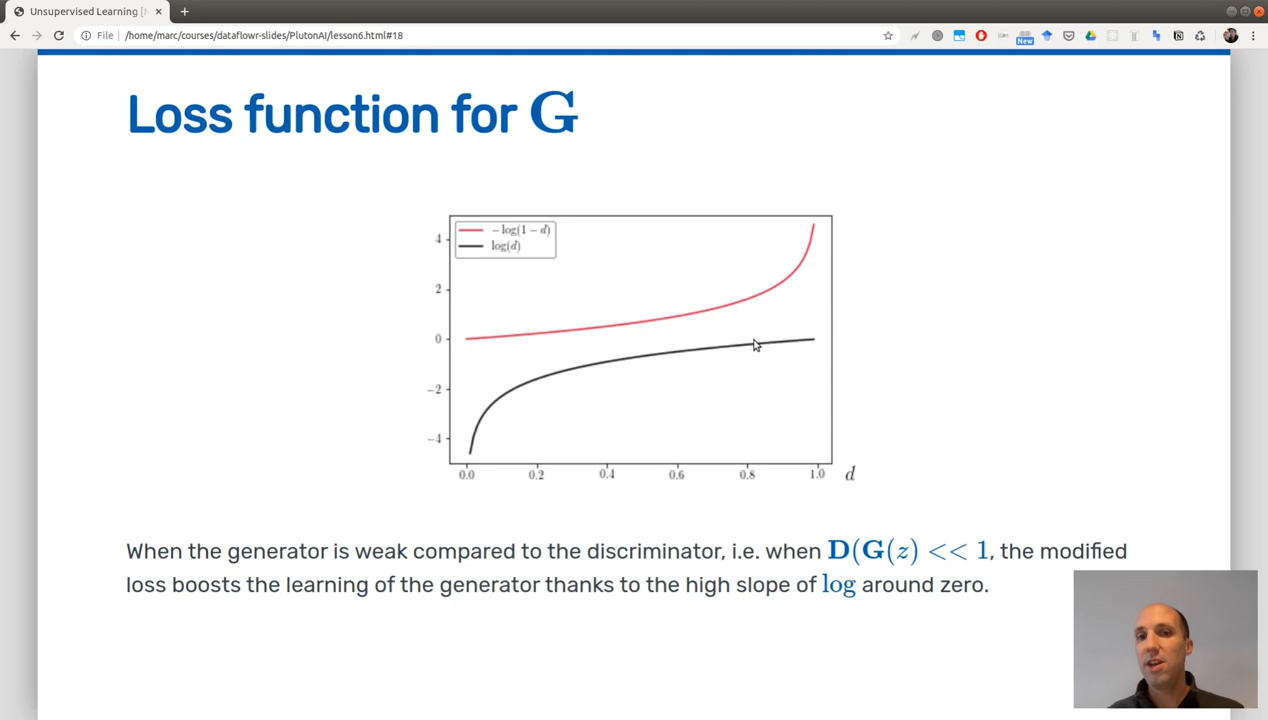 Unsupervised Learning [
File
/home/marc/courses/dataflowr-slides/PlutonAI/lesson6.html#18
New
Loss function for G
−log(1 − d)
log(d)
4
2
0
−2
−4
0.0 0.2 0.4 0.6 0.8 1.0 d
When the generator is weak compared to the discriminator, i.e. when D(G(z) << 1, the modified
loss boosts the learning of the generator thanks to the high slope of log around zero.